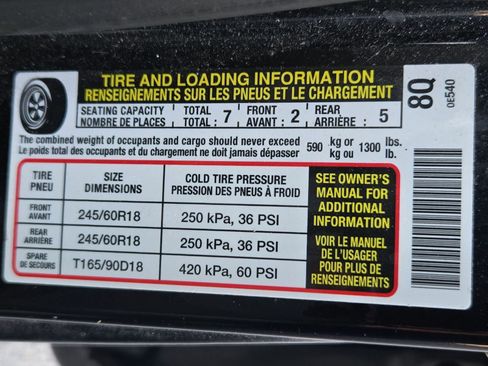 TIRE AND LOADING INFORMATION
RENSEIGNEMENTS SUR LES PNEUS ET LE CHARGEMENT
SEATING CAPACITY TOTAL : 7 FRONT : 2 REAR : 5
NOMBRE DE PLACES TOTAL : 7 AVANT : 2 ARRIÈRE : 5
The combined weight of occupants and cargo should never exceed 590 kg or 1300 lbs.
Le poids total des occupants et du chargement ne doit jamais dépasser 590 kg ou 1300 lb.
TIRE SIZE COLD TIRE PRESSURE
PNEU DIMENSIONS PRESSION DES PNEUS À FROID
FRONT
AVANT 245/60R18 250 kPa, 36 PSI
REAR
ARRIÈRE 245/60R18 250 kPa, 36 PSI
SPARE
DE SECOURS T165/90D18 420 kPa, 60 PSI
SEE OWNER'S
MANUAL FOR
ADDITIONAL
INFORMATION
VOIR LE MANUEL
DE L'USAGER
POUR PLUS DE
RENSEIGNEMENTS
8Q
0E540